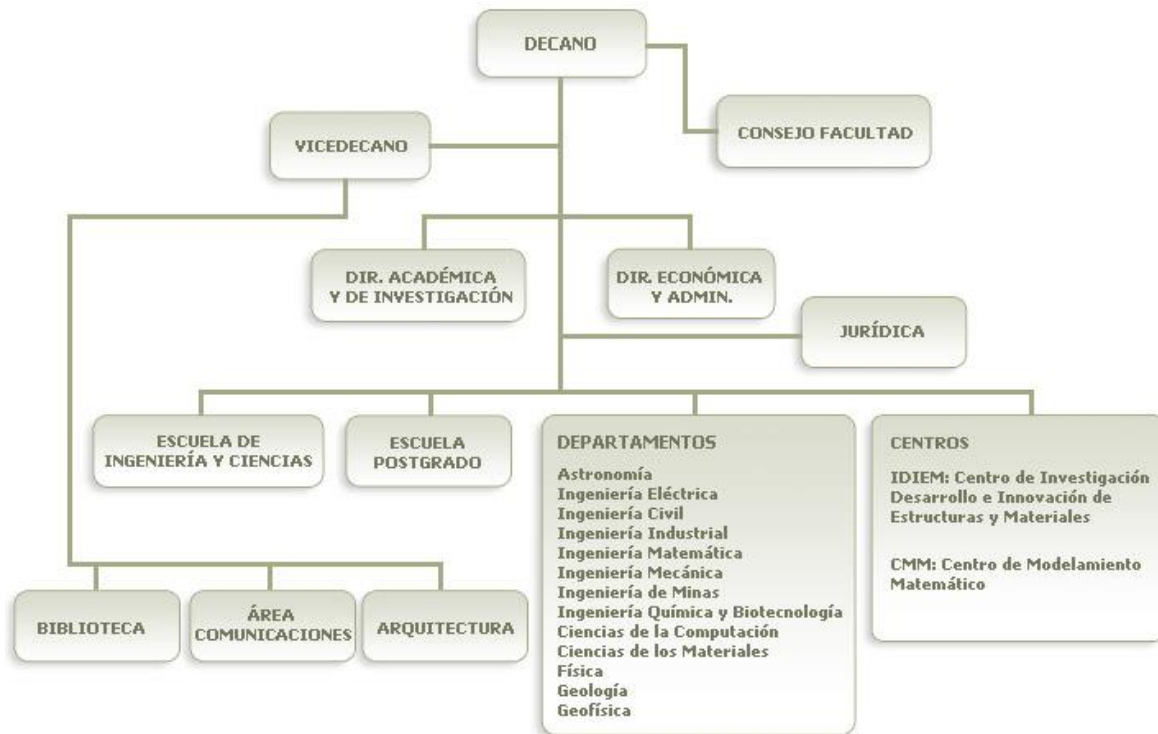 DECANO
CONSEJO FACULTAD
VICEDECANO
DIR. ACADÉMICA
Y DE INVESTIGACIÓN
DIR. ECONÓMICA
Y ADMIN.
JURÍDICA
ESCUELA DE
INGENIERÍA Y CIENCIAS
ESCUELA
POSTGRADO
DEPARTAMENTOS
Astronomía
Ingeniería Eléctrica
Ingeniería Civil
Ingeniería Industrial
Ingeniería Matemática
Ingeniería Mecánica
Ingeniería de Minas
Ingeniería Química y Biotecnología
Ciencias de la Computación
Ciencias de los Materiales
Física
Geología
Geofísica
CENTROS
IDIEM: Centro de Investigación
Desarrollo e Innovación de
Estructuras y Materiales
CMM: Centro de Modelamiento
Matemático
BIBLIOTECA
ÁREA
COMUNICACIONES
ARQUITECTURA